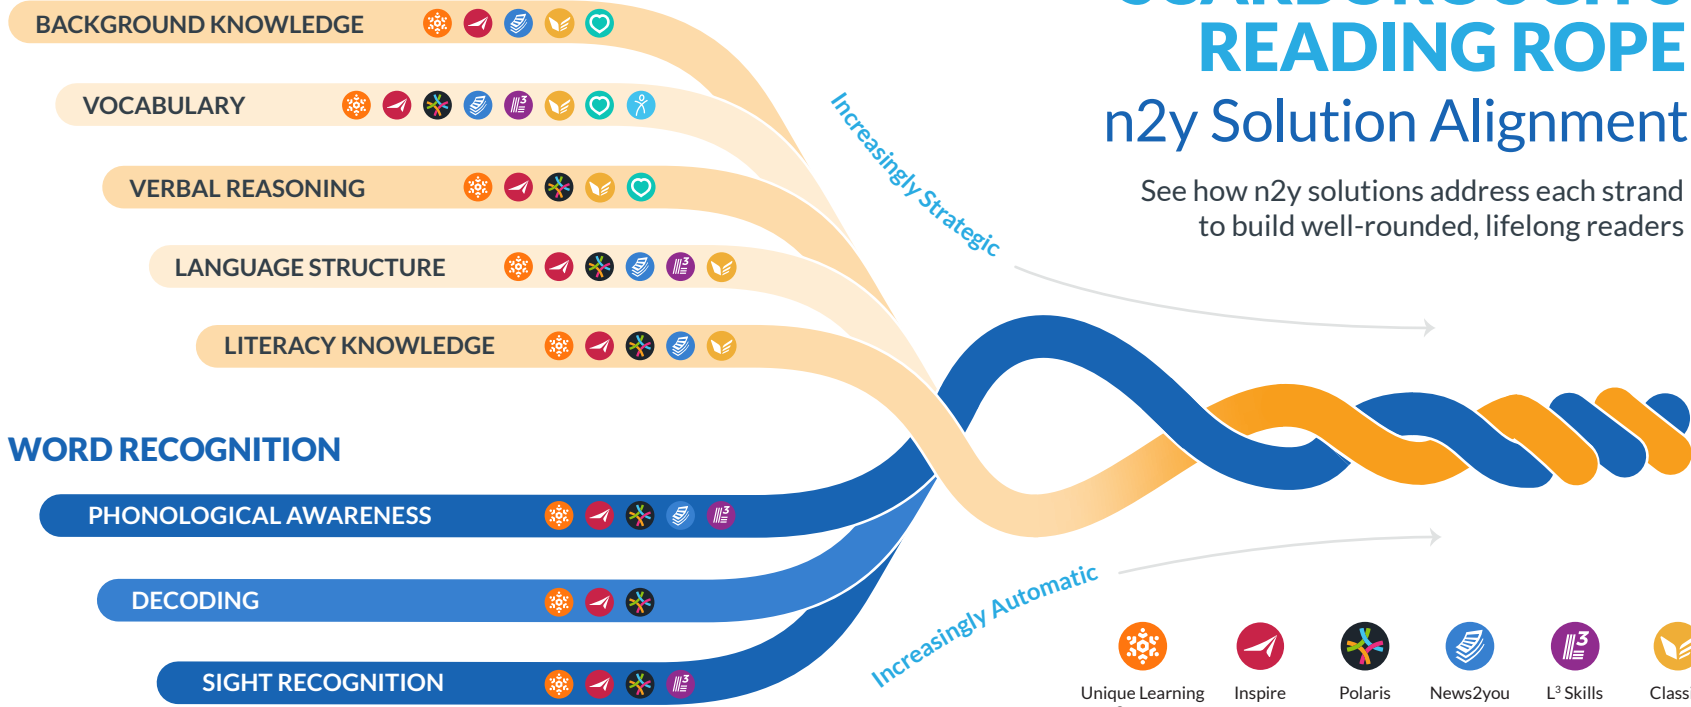 BACKGROUND KNOWLEDGE
VOCABULARY
VERBAL REASONING
LANGUAGE STRUCTURE
LITERACY KNOWLEDGE
WORD RECOGNITION
PHONOLOGICAL AWARENESS
DECODING
SIGHT RECOGNITION
READING ROPE
n2y Solution Alignment
See how n2y solutions address each strand
to build well-rounded, lifelong readers
Increasingly Strategic
Increasingly Automatic
Unique Learning
Inspire
Polaris
News2you
L³ Skills